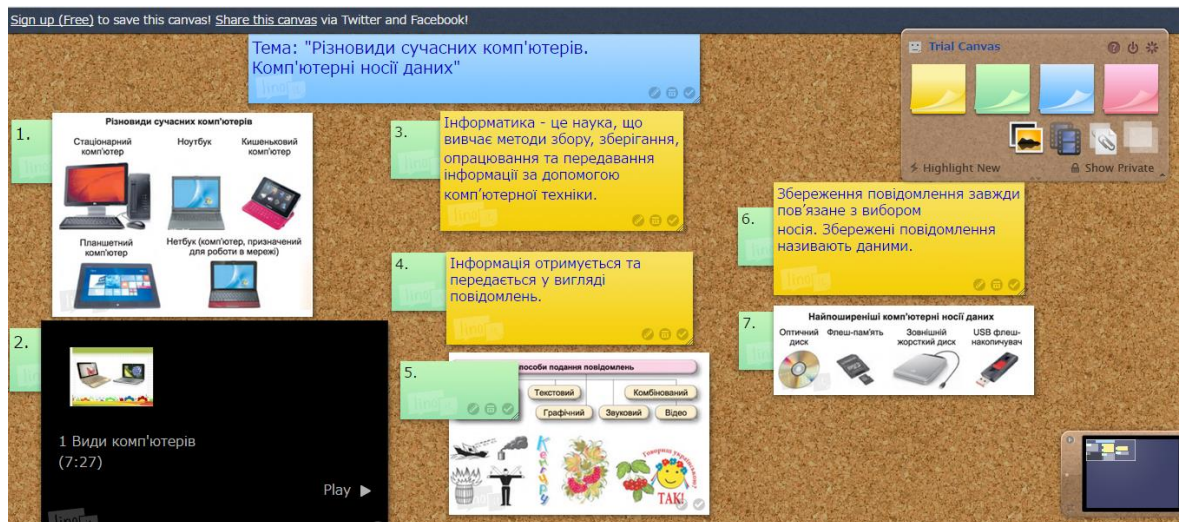 Sign up (Free) to save this canvas! Share this canvas via Twitter and Facebook!
Тема: "Різновиди сучасних комп'ютерів.
Комп'ютерні носії даних"
Trial Canvas
Highlight New
Show Private
1.
Різновиди сучасних комп'ютерів
Стаціонарний
комп'ютер
Ноутбук
Кишеньковий
комп'ютер
Планшетний
комп'ютер
Нетбук (комп'ютер, призначений
для роботи в мережі)
2.
1 Види комп'ютерів
(7:27)
Play
3.
Інформатика - це наука, що
вивчає методи збору, зберігання,
опрацювання та передавання
інформації за допомогою
комп’ютерної техніки.
4.
Інформація отримується та
передається у вигляді
повідомлень.
5.
пособи подання повідомлень
Текстовий
Комбінований
Графічний
Звуковий
Відео
Кенгуру
ТАК!
6.
Збереження повідомлення завжди
пов’язане з вибором
носія. Збережені повідомлення
називають даними.
7.
Найпоширеніші комп'ютерні носії даних
Оптичний
диск
Флеш-пам'ять
Зовнішній
жорсткий диск
USB флеш-
накопичувач